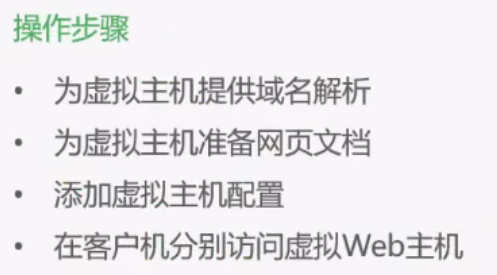 操作步骤
• 为虚拟主机提供域名解析
• 为虚拟主机准备网页文档
• 添加虚拟主机配置
• 在客户机分别访问虚拟Web主机